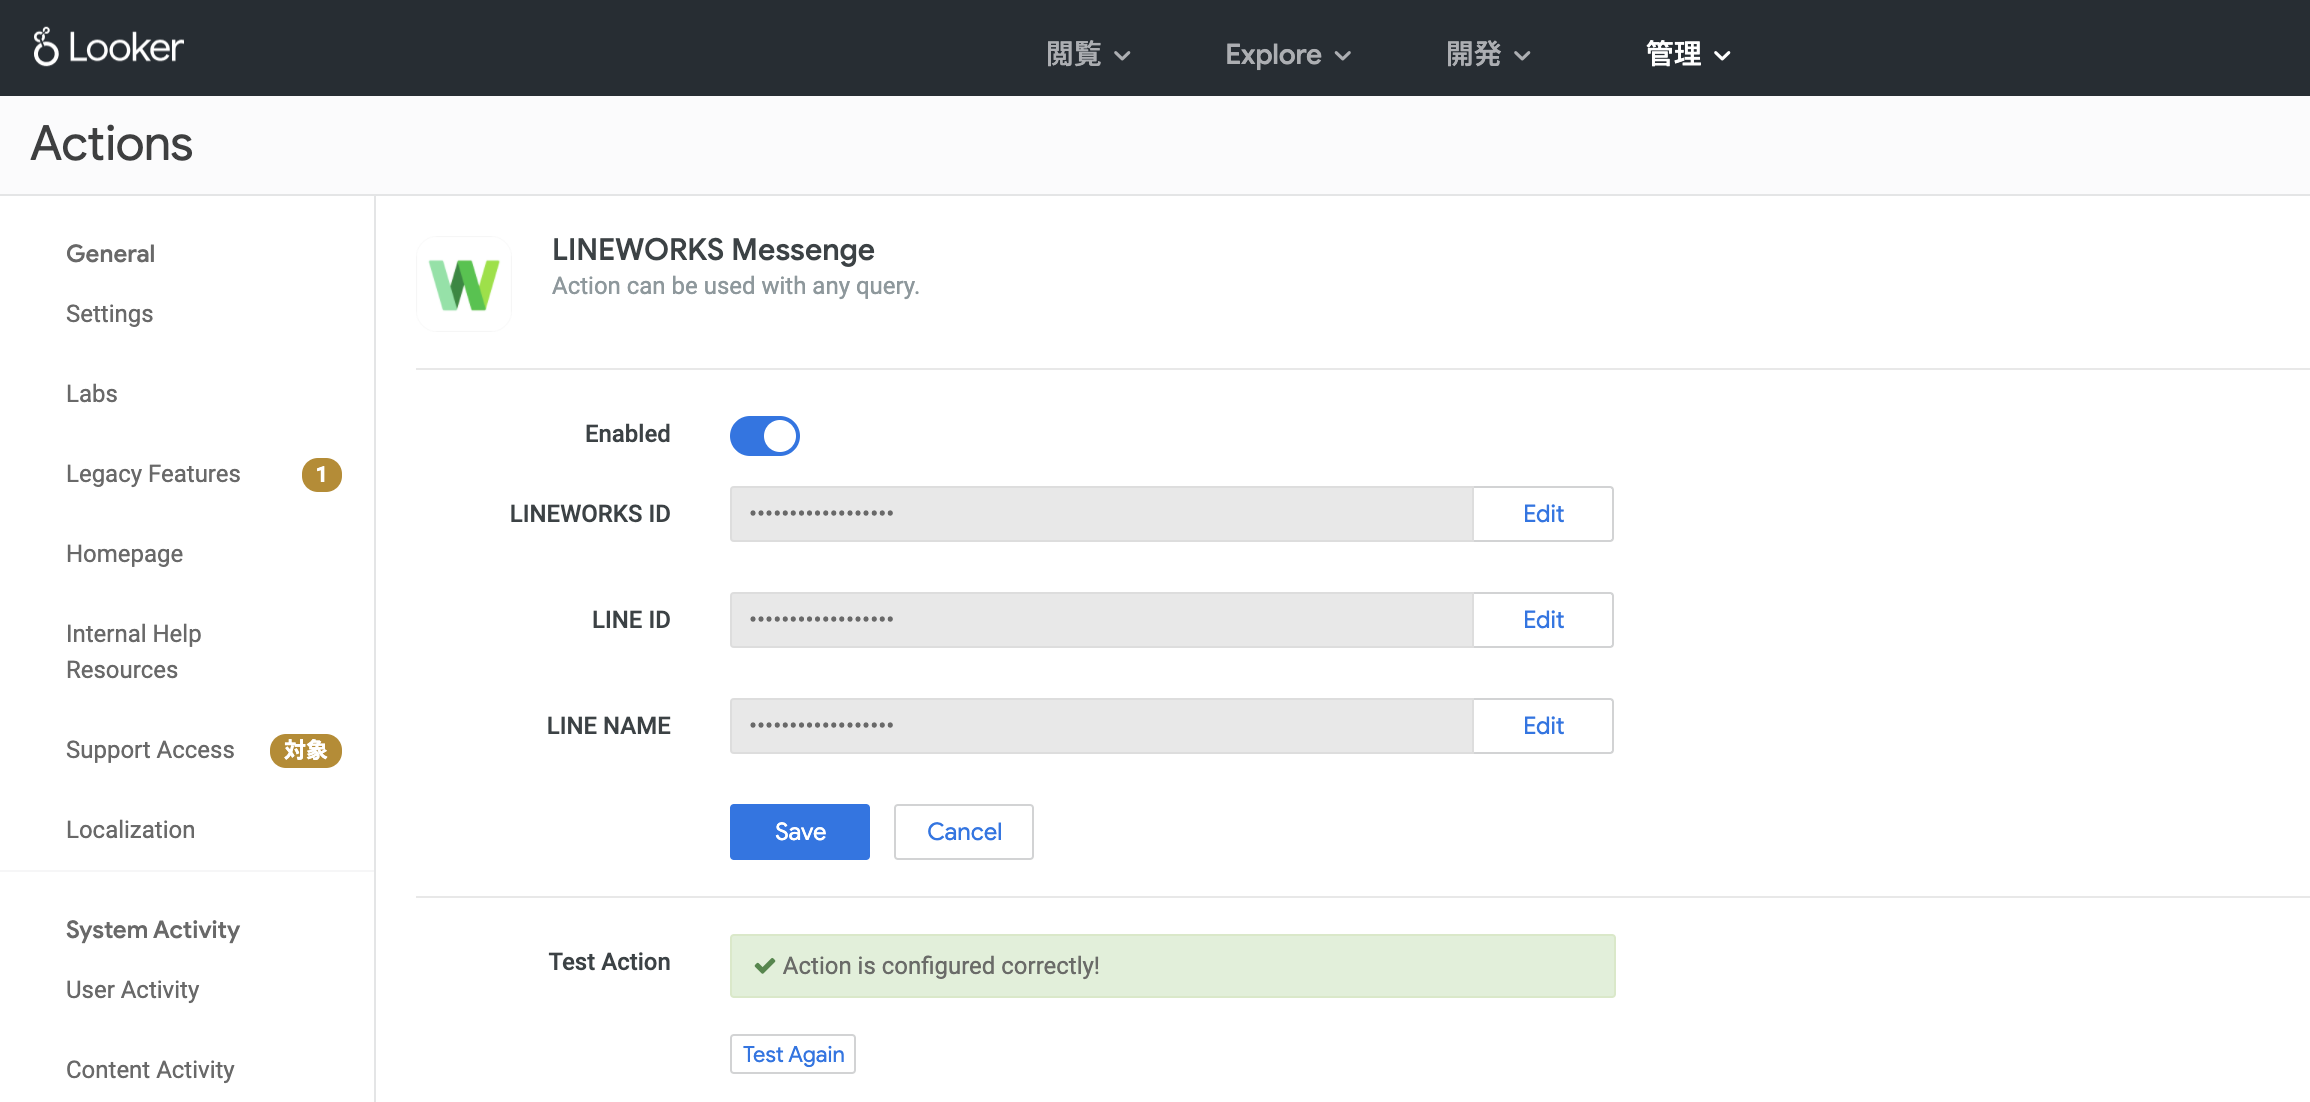 Looker
閲覧
Explore
開発
管理
Actions
General
Settings
Labs
Legacy Features 1
Homepage
Internal Help
Resources
Support Access 対象
Localization
System Activity
User Activity
Content Activity
LINEWORKS Messenge
Action can be used with any query.
Enabled
LINEWORKS ID •••••••••••••••••• Edit
LINE ID •••••••••••••••••• Edit
LINE NAME •••••••••••••••••• Edit
Save Cancel
Test Action ✔ Action is configured correctly!
Test Again